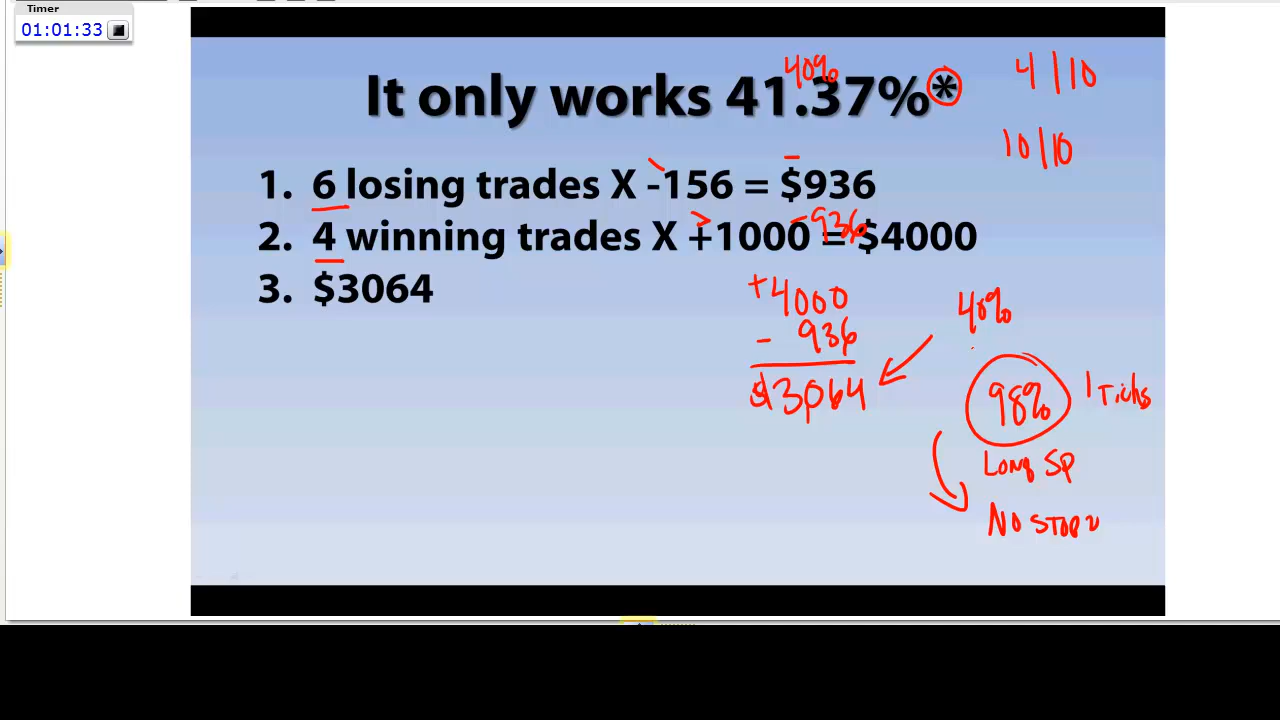 Timer
01:01:33
It only works 41.37%*
40%
4/10
10/10
1. 6 losing trades X -156 = $936
2. 4 winning trades X +1000 = $4000
-936
3. $3064
+4000
- 936
$3064
40%
98%
1 Ticks
Long SP
No Stop